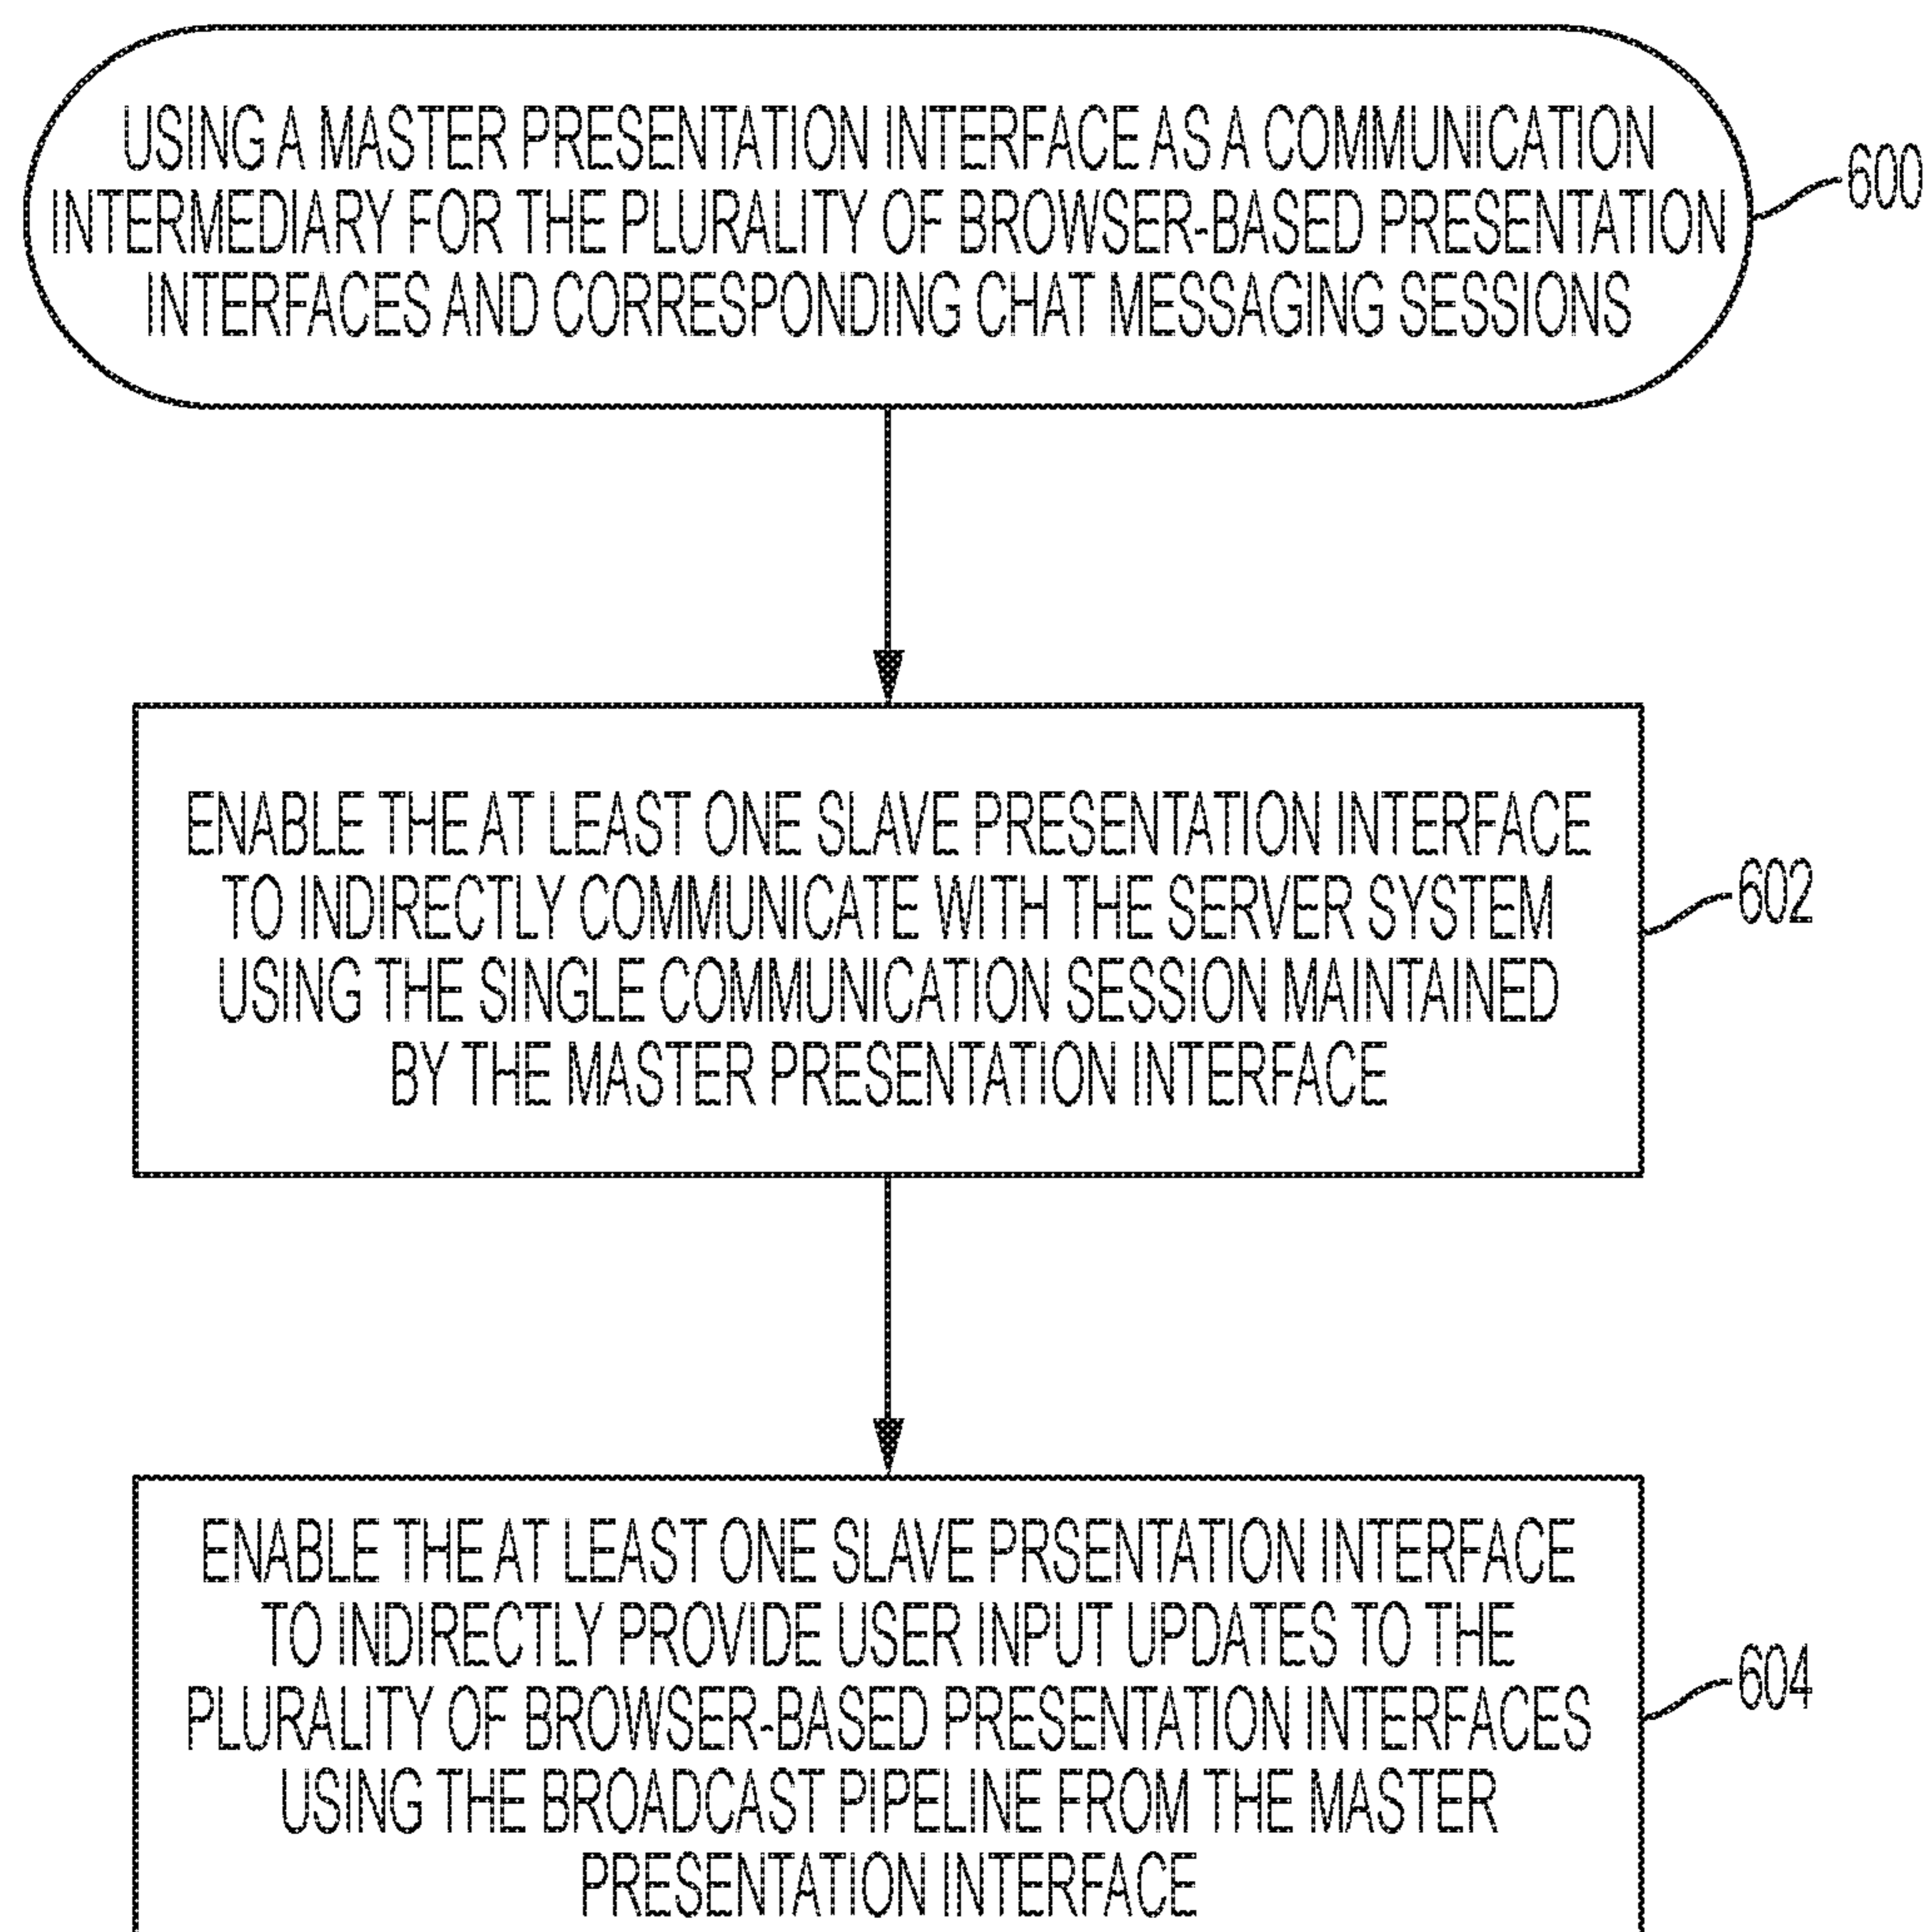 USING A MASTER PRESENTATION INTERFACE AS A COMMUNICATION
INTERMEDIARY FOR THE PLURALITY OF BROWSER-BASED PRESENTATION
INTERFACES AND CORRESPONDING CHAT MESSAGING SESSIONS
600
ENABLE THE AT LEAST ONE SLAVE PRESENTATION INTERFACE
TO INDIRECTLY COMMUNICATE WITH THE SERVER SYSTEM
USING THE SINGLE COMMUNICATION SESSION MAINTAINED
BY THE MASTER PRESENTATION INTERFACE
602
ENABLE THE AT LEAST ONE SLAVE PRSENTATION INTERFACE
TO INDIRECTLY PROVIDE USER INPUT UPDATES TO THE
PLURALITY OF BROWSER-BASED PRESENTATION INTERFACES
USING THE BROADCAST PIPELINE FROM THE MASTER
PRESENTATION INTERFACE
604